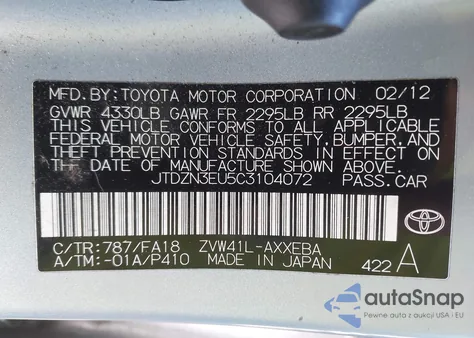 MFD.BY:TOYOTA MOTOR CORPORATION 02/12
GVWR 4330LB GAWR FR 2295LB RR 2295LB
THIS VEHICLE CONFORMS TO ALL APPLICABLE
FEDERAL MOTOR VEHICLE SAFETY,BUMPER,AND
THEFT PREVENTION STANDARDS IN EFFECT ON
THE DATE OF MANUFACTURE SHOWN ABOVE.
JTDZN3EU5C3104072 PASS.CAR
C/TR:787/FA18 ZVW41L-AXXEBA
A/TM:-01A/P410 MADE IN JAPAN 422 A
autoSnap
Pewne auta z aukcji USA i EU